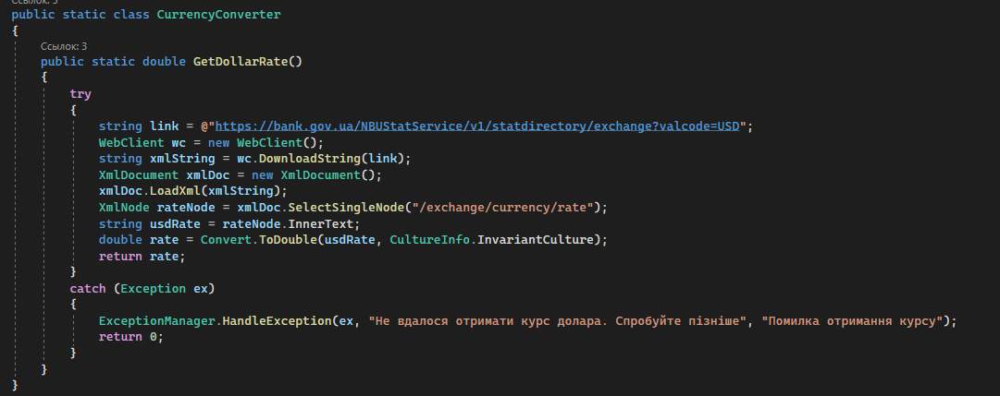 Ссылок: 5
public static class CurrencyConverter
{
Ссылок: 3
public static double GetDollarRate()
{
try
{
string link = @"https://bank.gov.ua/NBUStatService/v1/statdirectory/exchange?valcode=USD";
WebClient wc = new WebClient();
string xmlString = wc.DownloadString(link);
XmlDocument xmlDoc = new XmlDocument();
xmlDoc.LoadXml(xmlString);
XmlNode rateNode = xmlDoc.SelectSingleNode("/exchange/currency/rate");
string usdRate = rateNode.InnerText;
double rate = Convert.ToDouble(usdRate, CultureInfo.InvariantCulture);
return rate;
}
catch (Exception ex)
{
ExceptionManager.HandleException(ex, "Не вдалося отримати курс долара. Спробуйте пізніше", "Помилка отримання курсу");
return 0;
}
}
}